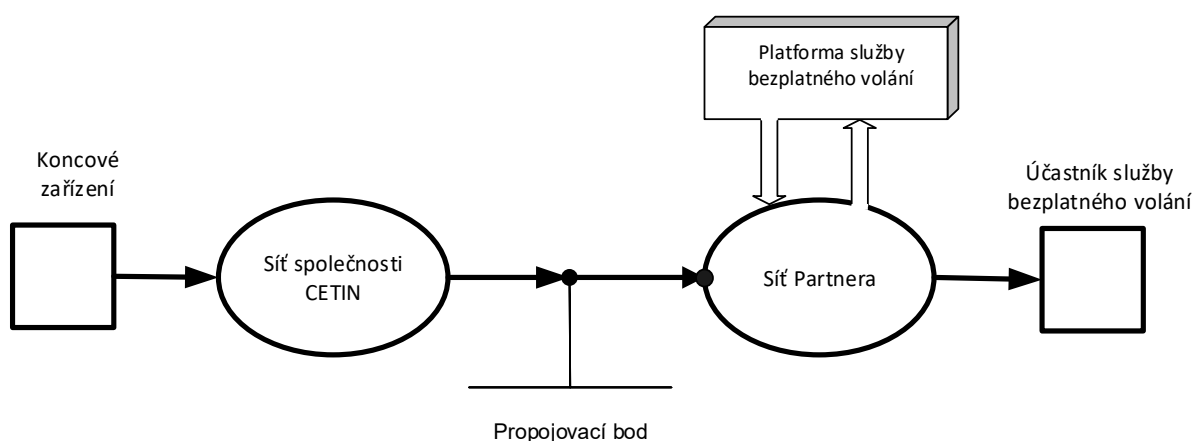 Platforma služby
bezplatného volání
Koncové
zařízení
Účastník služby
bezplatného volání
Síť společnosti
CETIN
Síť Partnera
Propojovací bod